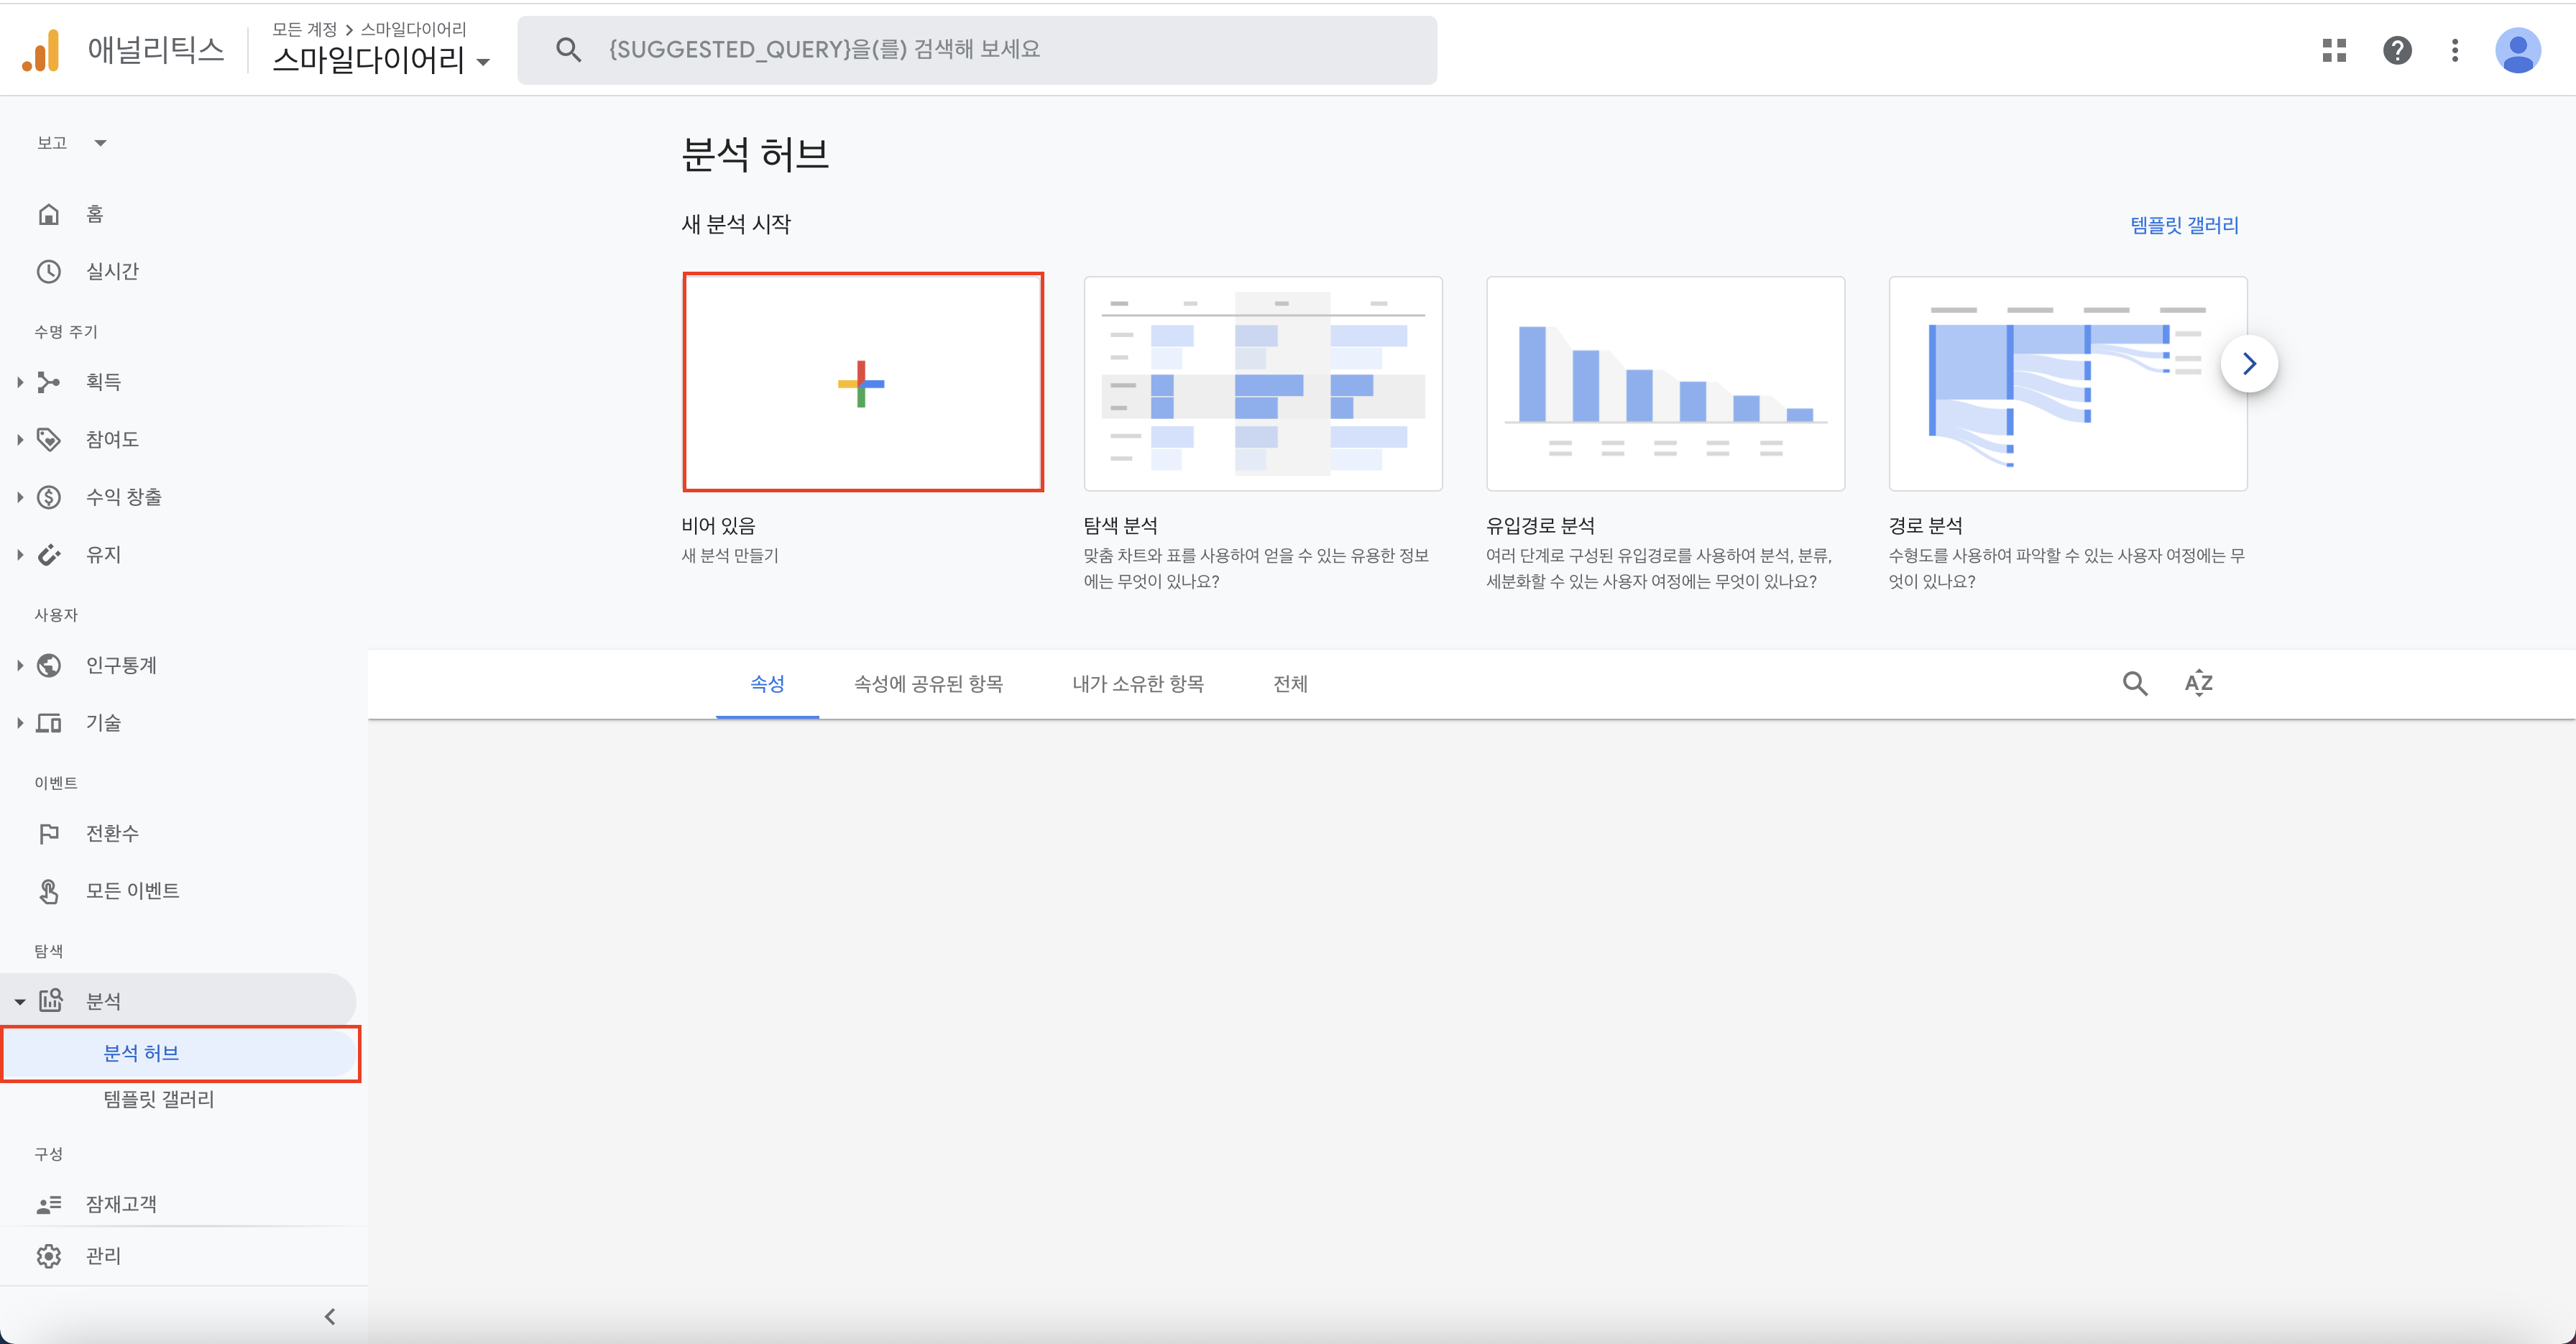 애널리틱스
모든 계정 > 스마일다이어리
스마일다이어리
{SUGGESTED_QUERY}을(를) 검색해 보세요
보고
홈
실시간
수명 주기
획득
참여도
수익 창출
유지
사용자
인구통계
기술
이벤트
전환수
모든 이벤트
탐색
분석
분석 허브
템플릿 갤러리
구성
잠재고객
관리
분석 허브
새 분석 시작
템플릿 갤러리
비어 있음
새 분석 만들기
탐색 분석
맞춤 차트와 표를 사용하여 얻을 수 있는 유용한 정보
에는 무엇이 있나요?
유입경로 분석
여러 단계로 구성된 유입경로를 사용하여 분석, 분류,
세분화할 수 있는 사용자 여정에는 무엇이 있나요?
경로 분석
수형도를 사용하여 파악할 수 있는 사용자 여정에는 무
엇이 있나요?
속성
속성에 공유된 항목
내가 소유한 항목
전체
AZ